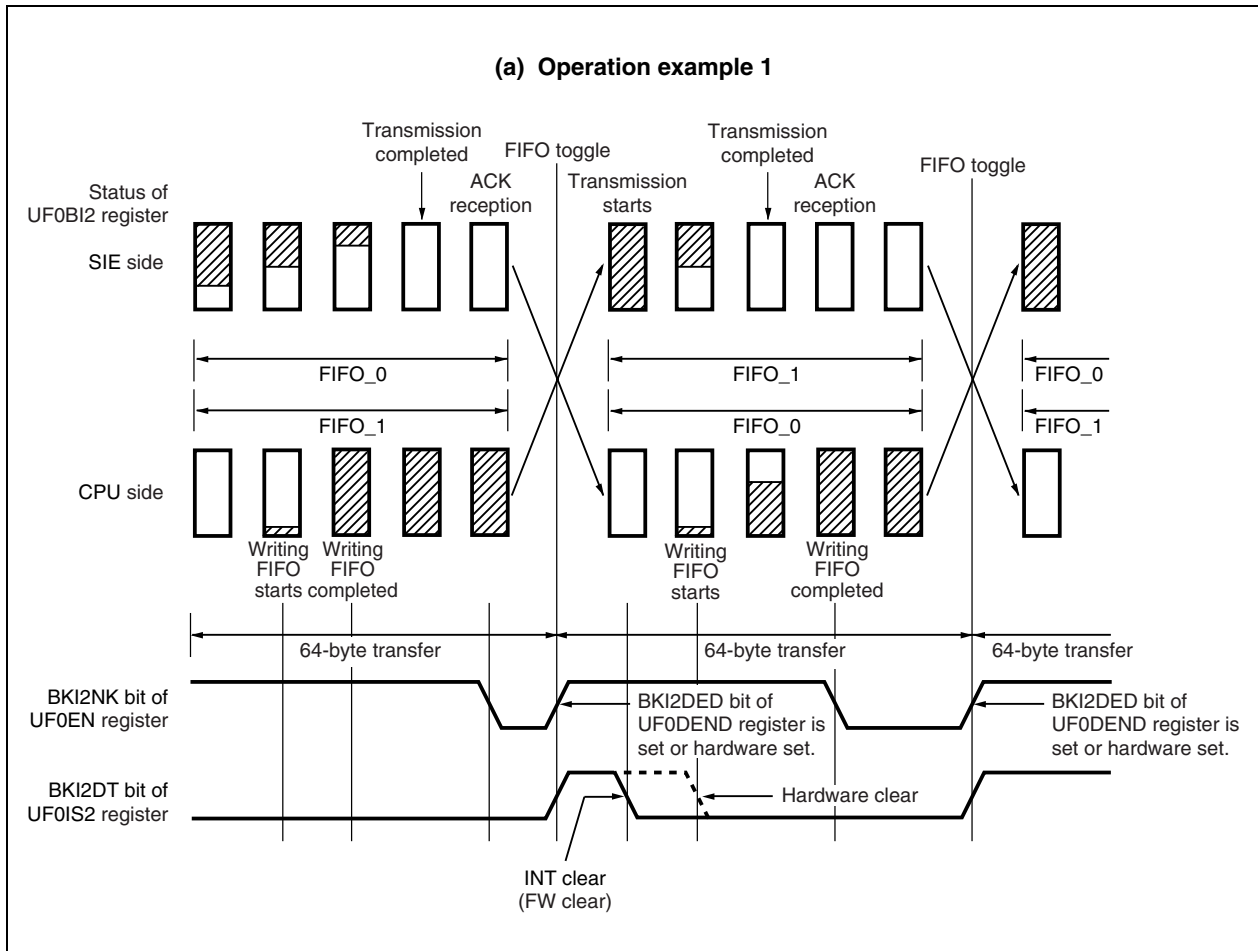 (a) Operation example 1
Transmission
completed
FIFO toggle
Transmission
completed
FIFO toggle
Status of
UF0BI2 register
ACK
reception
Transmission
starts
ACK
reception
SIE side
FIFO_0
FIFO_1
FIFO_0
FIFO_1
FIFO_0
FIFO_1
CPU side
Writing
FIFO
starts
Writing
FIFO
completed
Writing
FIFO
starts
Writing
FIFO
completed
64-byte transfer
64-byte transfer
64-byte transfer
BKI2NK bit of
UF0EN register
BKI2DED bit of
UF0DEND register is
set or hardware set.
BKI2DED bit of
UF0DEND register is
set or hardware set.
BKI2DT bit of
UF0IS2 register
Hardware clear
INT clear
(FW clear)